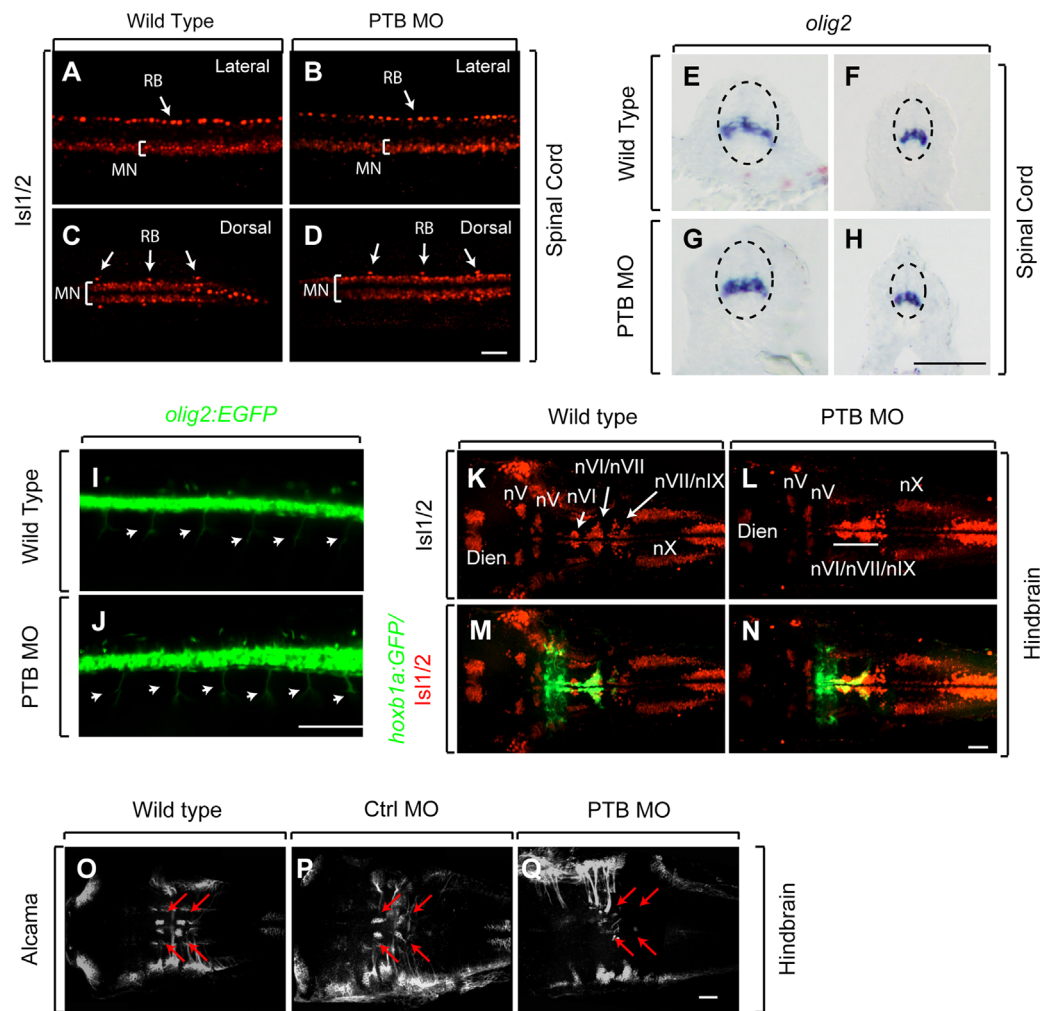 Wild Type
PTB MO
Isl1/2
A
Lateral
RB
MN
B
Lateral
RB
MN
C
Dorsal
RB
MN
D
Dorsal
RB
MN
Spinal Cord
olig2
Wild Type
E
F
PTB MO
G
H
Spinal Cord
olig2:EGFP
Wild Type
I
PTB MO
J
Wild type
PTB MO
Isl1/2
K
nV
nV
nVI
nVI/nVII
nVII/nIX
Dien
nX
L
nV
nV
nX
Dien
nVI/nVII/nIX
hoxb1a:GFP/
Isl1/2
M
N
Hindbrain
Wild type
Ctrl MO
PTB MO
Alcama
O
P
Q
Hindbrain